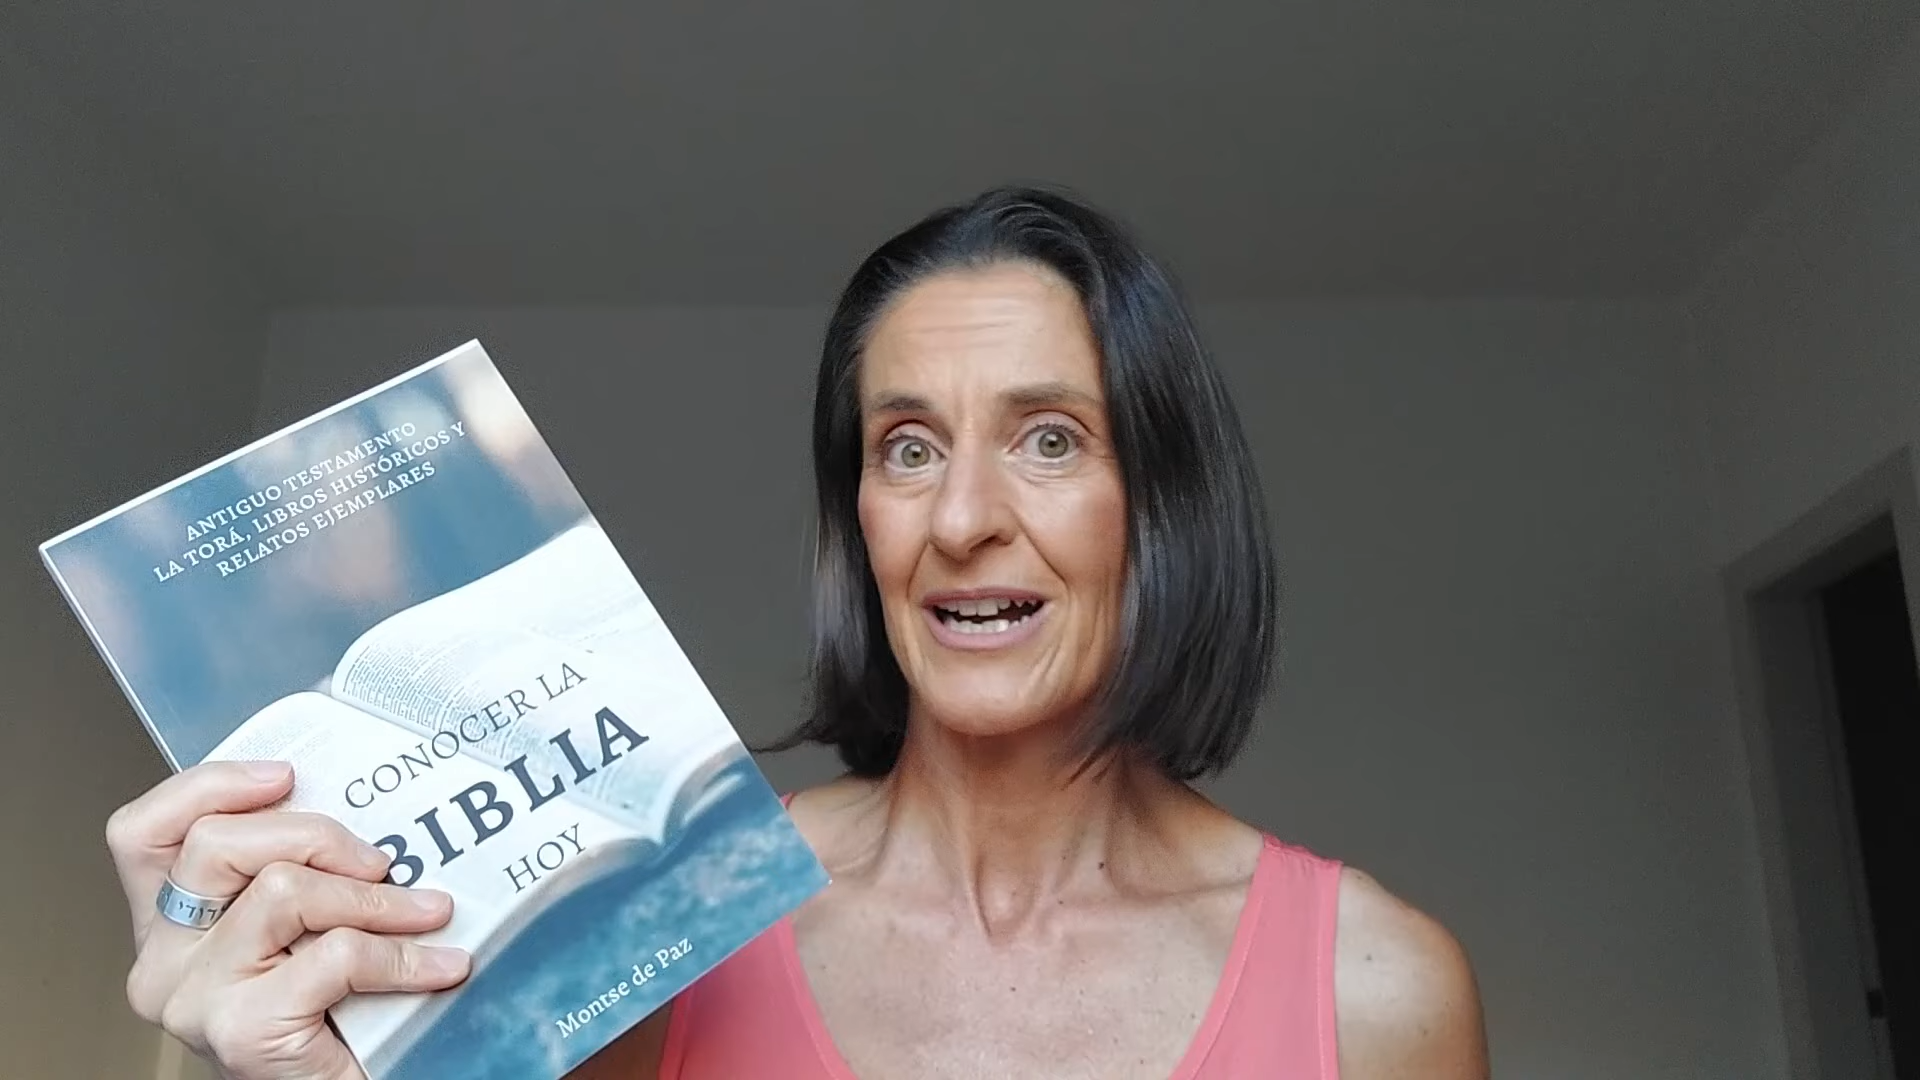 ANTIGUO TESTAMENTO
LA TORÁ, LIBROS HISTÓRICOS Y
RELATOS EJEMPLARES
CONOCER LA
BIBLIA
HOY
Montse de Paz